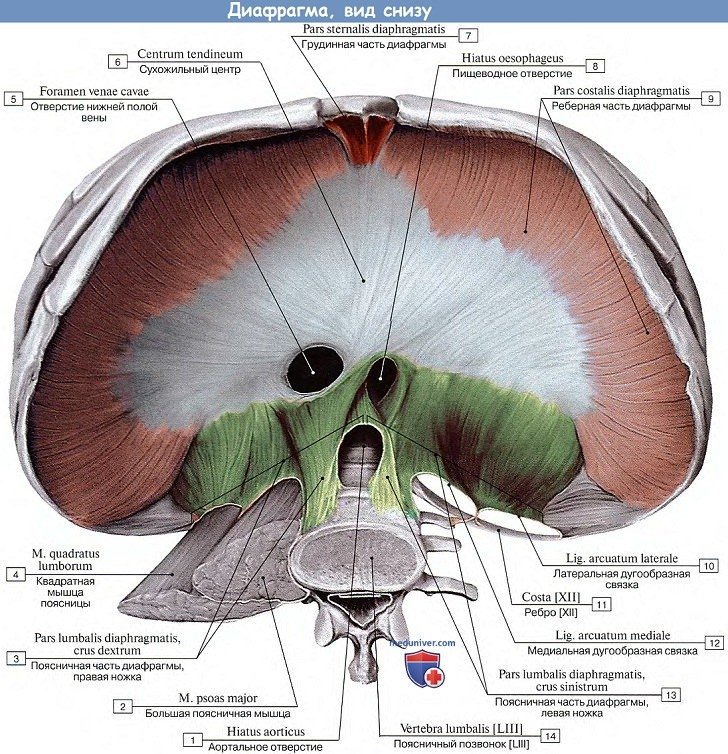 Диафрагма, вид снизу
Pars sternalis diaphragmatis
Грудинная часть диафрагмы
7
Centrum tendineum
Сухожильный центр
6
Hiatus oesophageus
Пищеводное отверстие
8
Foramen venae cavae
Отверстие нижней полой
вены
5
Pars costalis diaphragmatis
Реберная часть диафрагмы
9
M. quadratus
lumborum
Квадратная
мышца
поясницы
4
Lig. arcuatum laterale
Латеральная дугообразная
связка
10
Costa [XII]
Ребро [XII]
11
Pars lumbalis diaphragmatis,
crus dextrum
Поясничная часть диафрагмы,
правая ножка
3
Lig. arcuatum mediale
Медиальная дугообразная связка
12
meduniver.com
Pars lumbalis diaphragmatis,
crus sinistrum
Поясничная часть диафрагмы,
левая ножка
13
M. psoas major
Большая поясничная мышца
2
Hiatus aorticus
Аортальное отверстие
1
Vertebra lumbalis [LIII]
Поясничный позвонок [LIII]
14